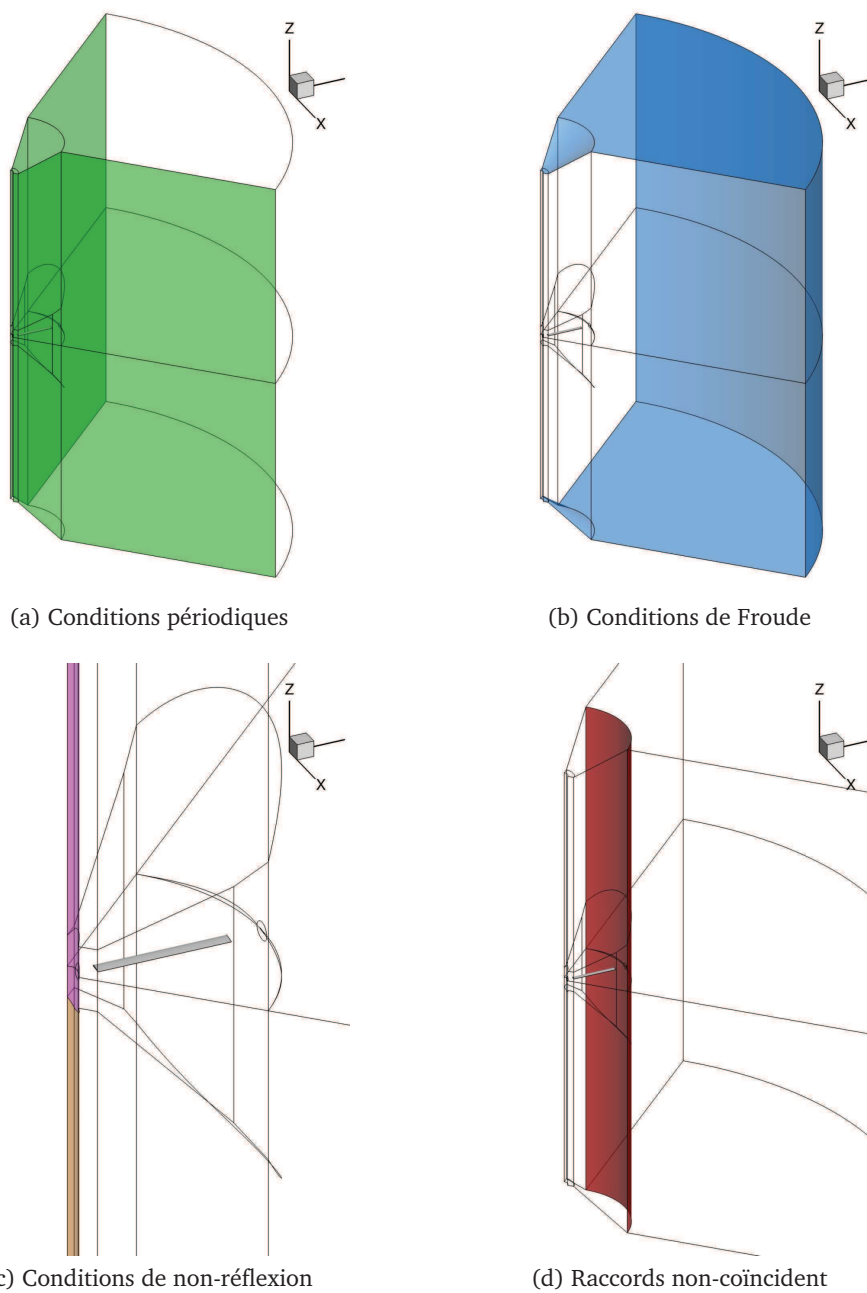 Z
X
Z
X
(a) Conditions périodiques
(b) Conditions de Froude
Z
X
Z
X
c) Conditions de non-réflexion
(d) Raccords non-coïncident